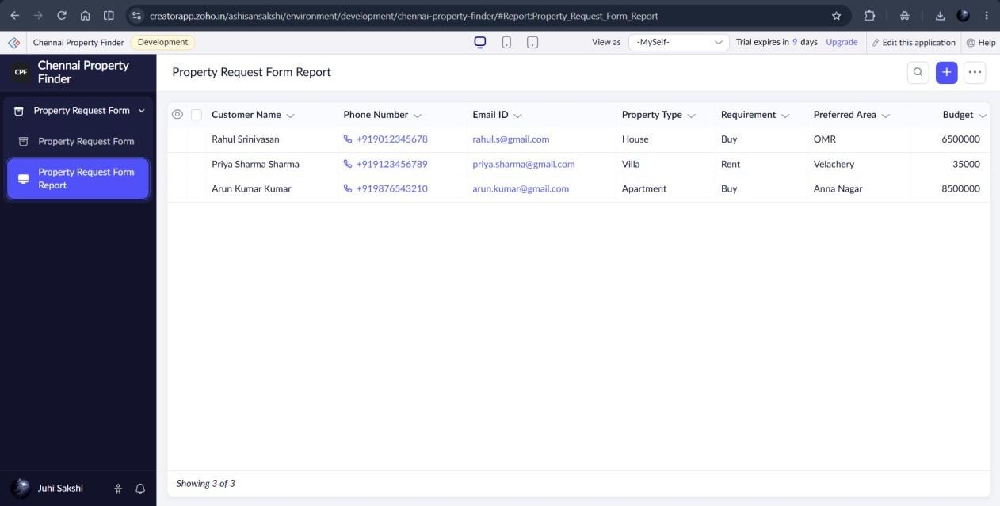 creatorapp.zoho.in/ashisansakshi/environment/development/chennai-property-finder/#Report:Property_Request_Form_Report
Chennai Property Finder Development View as -MySelf- Trial expires in 9 days Upgrade Edit this application Help
CPF Chennai Property
Finder
Property Request Form
Property Request Form
Property Request Form
Report
Juhi Sakshi
Property Request Form Report
Customer Name Phone Number Email ID Property Type Requirement Preferred Area Budget
Rahul Srinivasan +919012345678 rahul.s@gmail.com House Buy OMR 6500000
Priya Sharma Sharma +919123456789 priya.sharma@gmail.com Villa Rent Velachery 35000
Arun Kumar Kumar +919876543210 arun.kumar@gmail.com Apartment Buy Anna Nagar 8500000
Showing 3 of 3